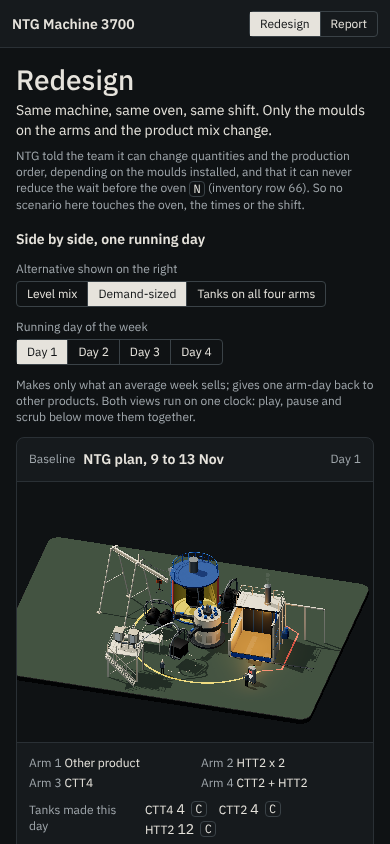 NTG Machine 3700
Redesign Report
Redesign
Same machine, same oven, same shift. Only the moulds
on the arms and the product mix change.
NTG told the team it can change quantities and the production
order, depending on the moulds installed, and that it can never
reduce the wait before the oven N (inventory row 66). So no
scenario here touches the oven, the times or the shift.
Side by side, one running day
Alternative shown on the right
Level mix Demand-sized Tanks on all four arms
Running day of the week
Day 1 Day 2 Day 3 Day 4
Makes only what an average week sells; gives one arm-day back to
other products. Both views run on one clock: play, pause and
scrub below move them together.
Baseline NTG plan, 9 to 13 Nov Day 1
Arm 1 Other product Arm 2 HTT2 x 2
Arm 3 CTT4 Arm 4 CTT2 + HTT2
Tanks made this CTT4 4 C CTT2 4 C
day HTT2 12 C